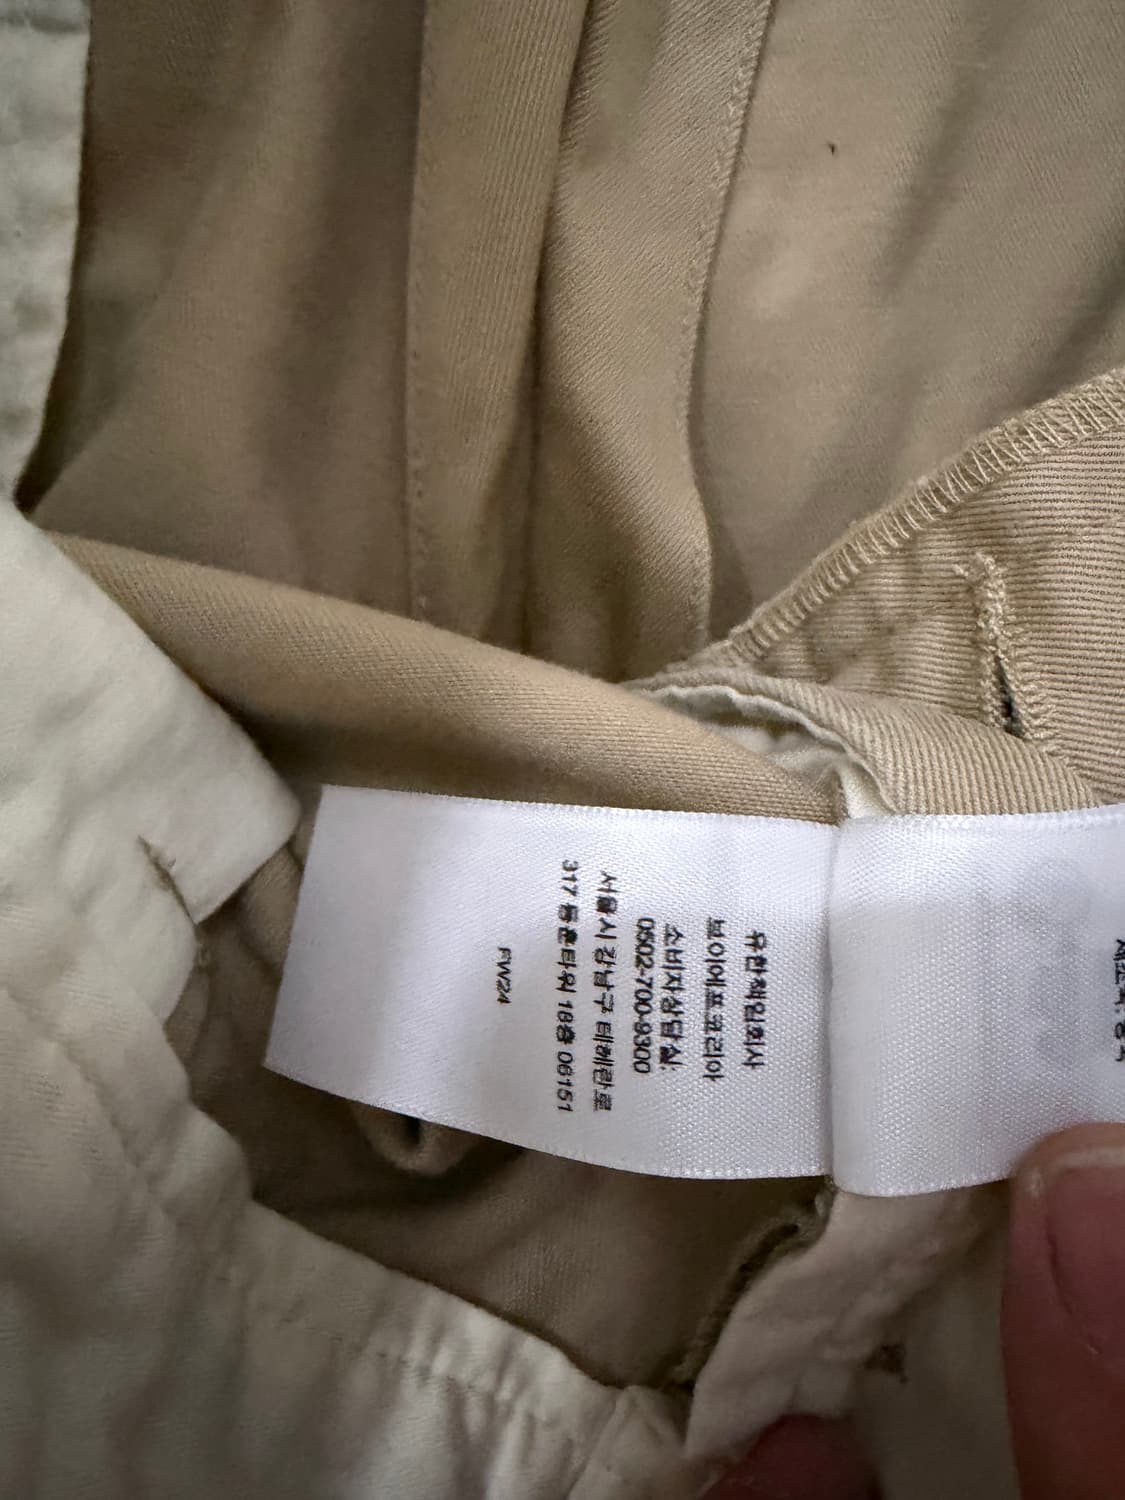 유한책임회사
브이에프코리아
소비자상담실:
0502-700-9300
서울시 강남구 테헤란로
317 동훈타워 18층 06151
FW24